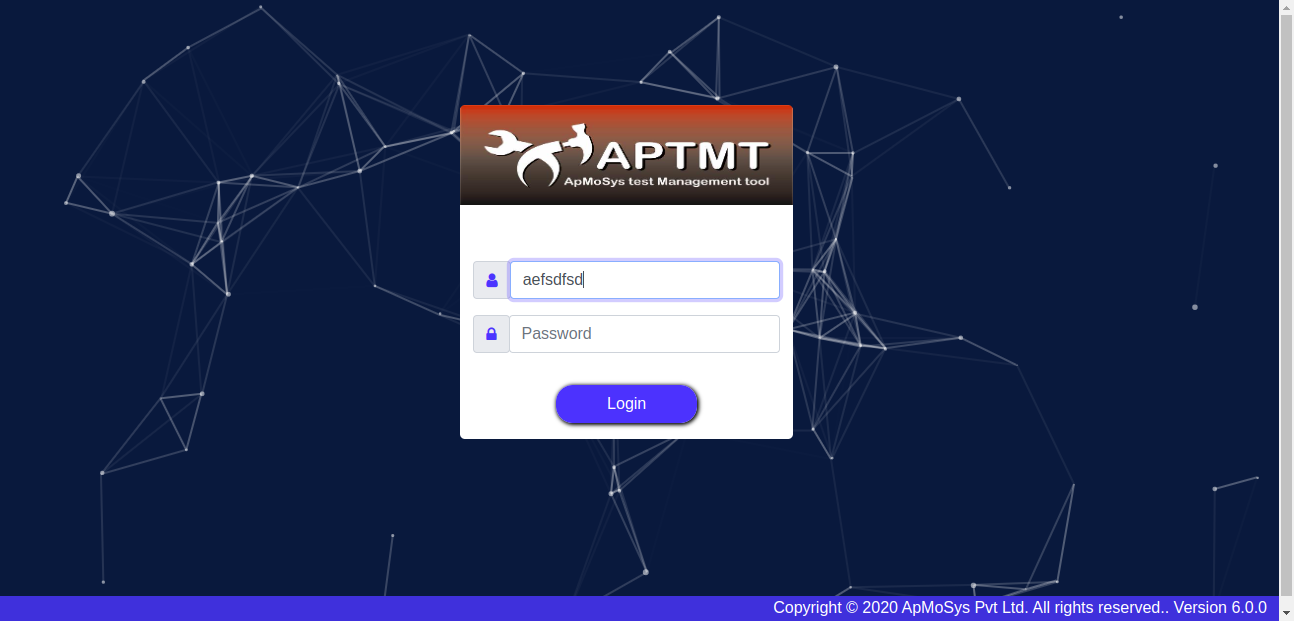 APTMT
ApMoSys test Management tool
aefsdfsd
Password
Login
Copyright © 2020 ApMoSys Pvt Ltd. All rights reserved.. Version 6.0.0